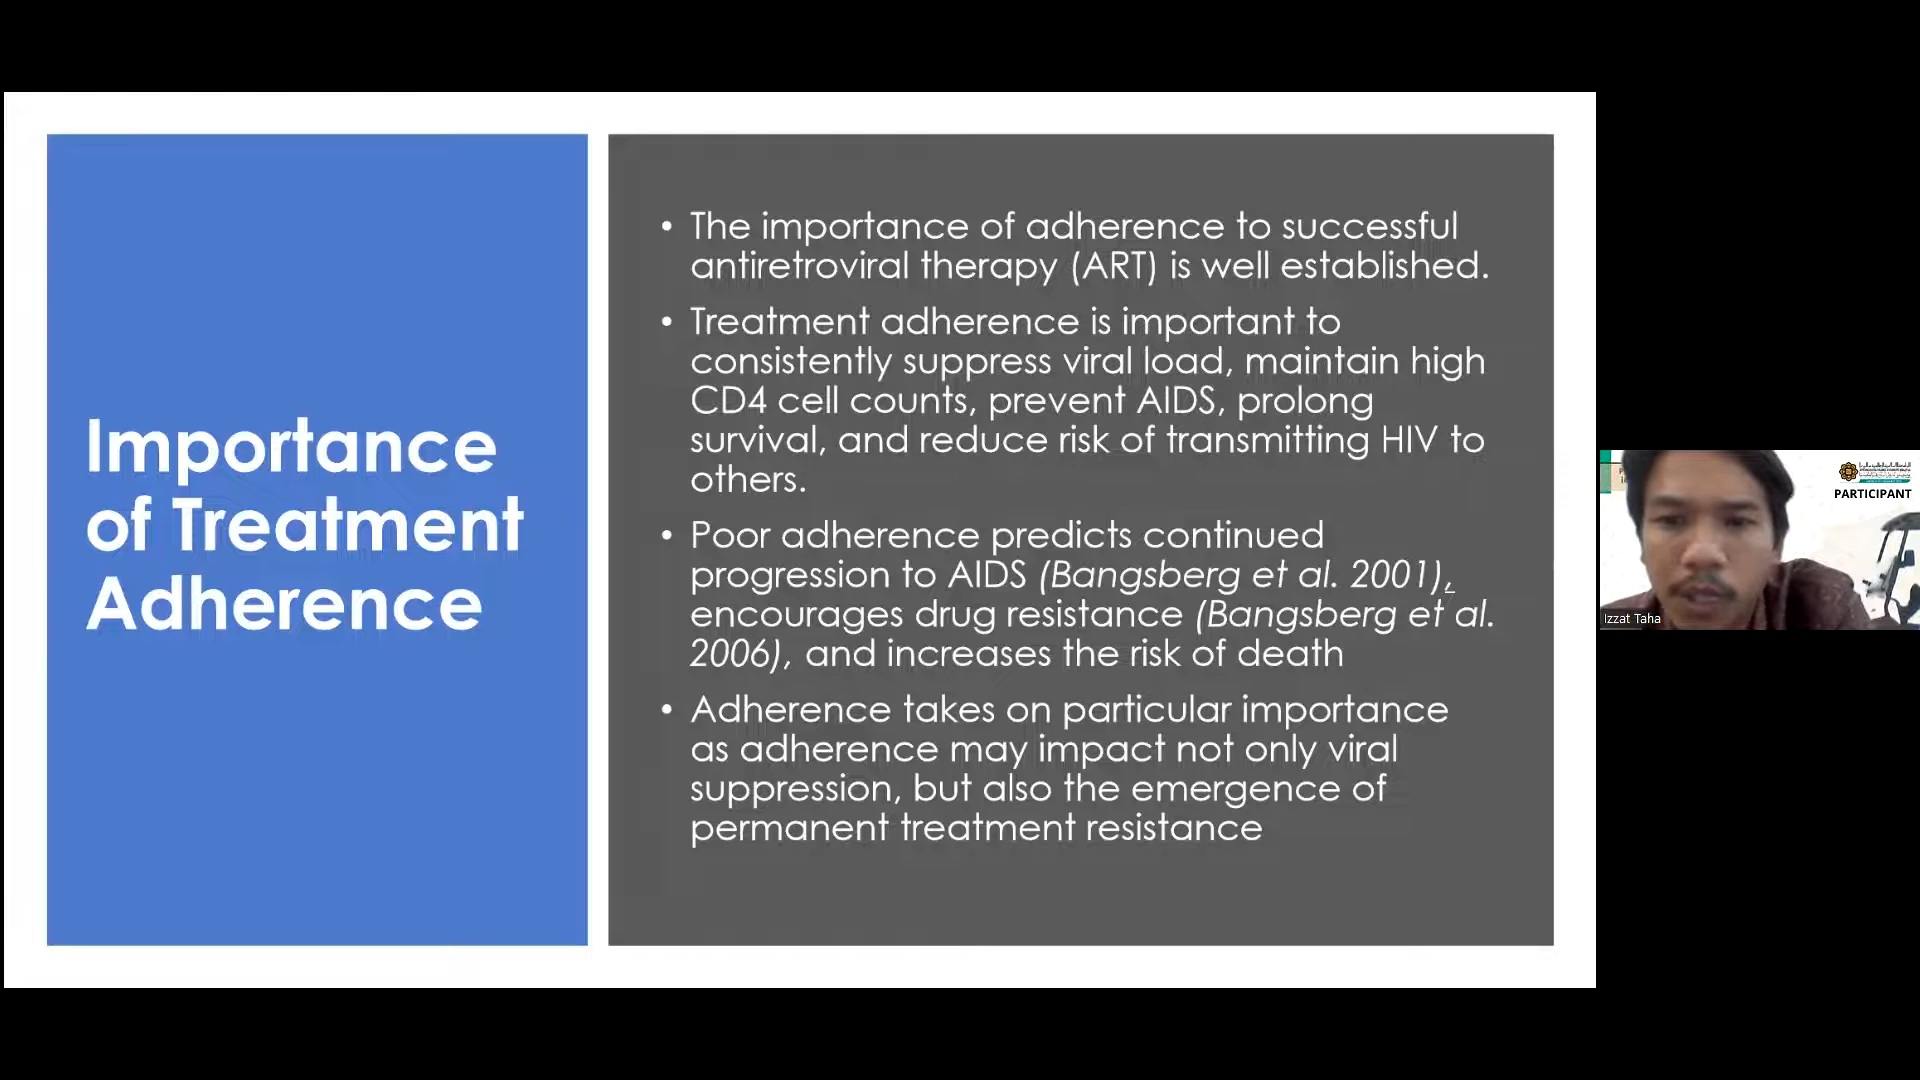 Importance
of Treatment
Adherence
• The importance of adherence to successful
antiretroviral therapy (ART) is well established.
• Treatment adherence is important to
consistently suppress viral load, maintain high
CD4 cell counts, prevent AIDS, prolong
survival, and reduce risk of transmitting HIV to
others.
• Poor adherence predicts continued
progression to AIDS (Bangsberg et al. 2001),
encourages drug resistance (Bangsberg et al.
2006), and increases the risk of death
• Adherence takes on particular importance
as adherence may impact not only viral
suppression, but also the emergence of
permanent treatment resistance
PARTICIPANT
Izzat Taha